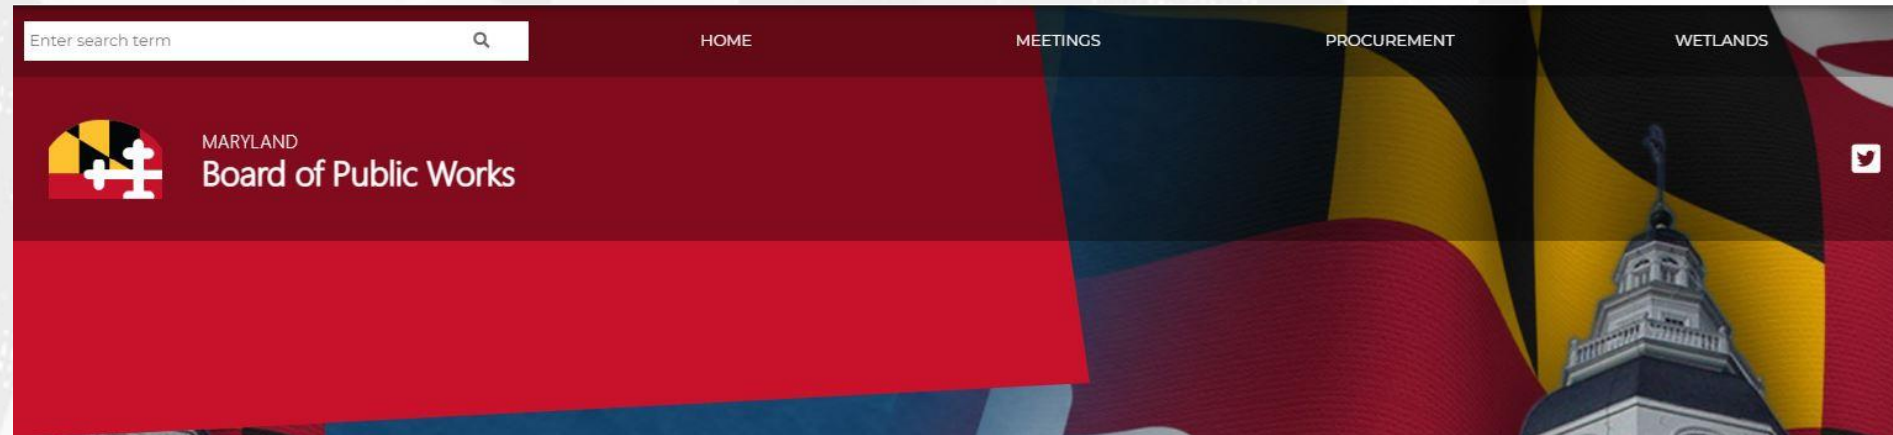 Enter search term
HOME
MEETINGS
PROCUREMENT
WETLANDS
MARYLAND
Board of Public Works